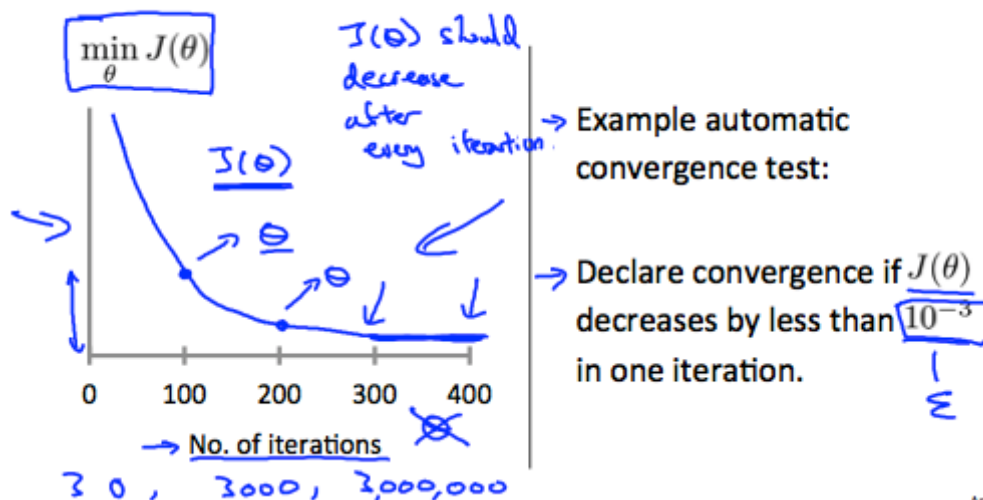 min J(θ)
θ
J(θ) should
decrease
after
every iteration.
J(θ)
θ
θ
0 100 200 300 400
θ
→ No. of iterations
30, 3000, 3,000,000
→ Example automatic
convergence test:
→ Declare convergence if J(θ)
decreases by less than 10⁻³
in one iteration.
ε